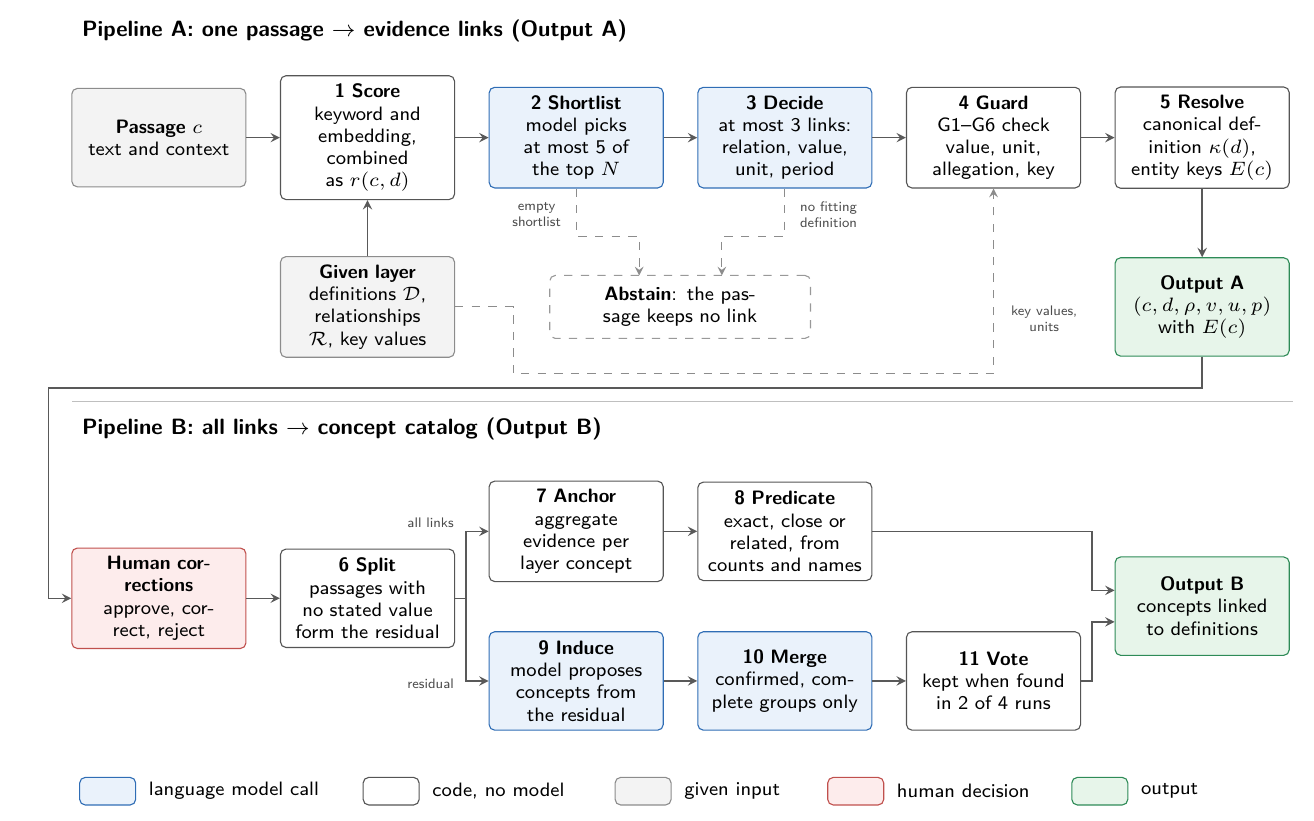 Pipeline A: one passage → evidence links (Output A)
Passage c
text and context
1 Score
keyword and
embedding,
combined
as r(c, d)
2 Shortlist
model picks
at most 5 of
the top N
3 Decide
at most 3 links:
relation, value,
unit, period
4 Guard
G1–G6 check
value, unit,
allegation, key
5 Resolve
canonical def-
inition κ(d),
entity keys E(c)
empty
shortlist
no fitting
definition
Given layer
definitions 𝒟,
relationships
ℛ, key values
Abstain: the pas-
sage keeps no link
key values,
units
Output A
(c, d, ρ, v, u, p)
with E(c)
Pipeline B: all links → concept catalog (Output B)
Human cor-
rections
approve, cor-
rect, reject
6 Split
passages with
no stated value
form the residual
all links
7 Anchor
aggregate
evidence per
layer concept
8 Predicate
exact, close or
related, from
counts and names
residual
9 Induce
model proposes
concepts from
the residual
10 Merge
confirmed, com-
plete groups only
11 Vote
kept when found
in 2 of 4 runs
Output B
concepts linked
to definitions
language model call
code, no model
given input
human decision
output